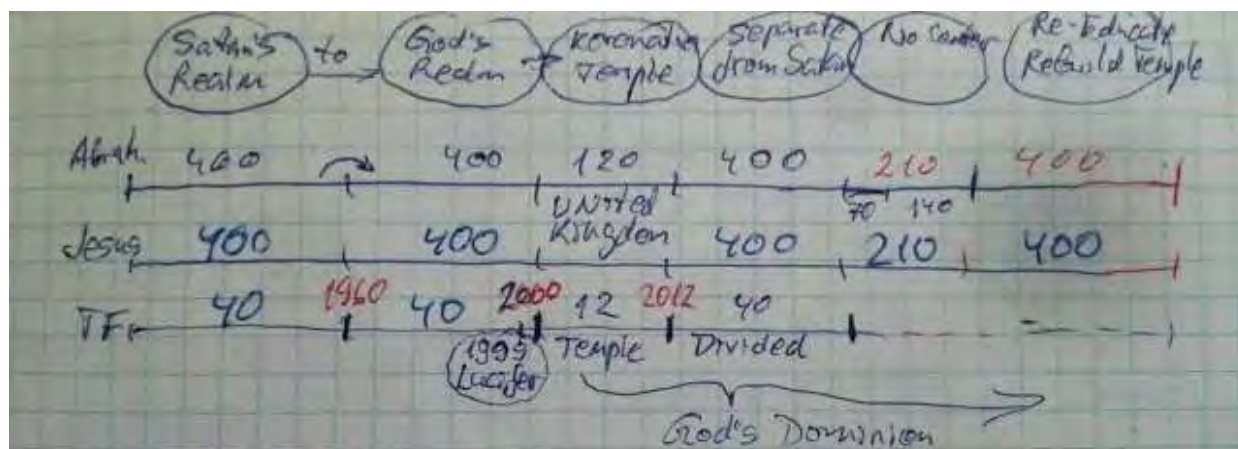 Satan's to God's Koronation Separate No Center Re-Educate
Realm Realm Temple from Satan ReBuild Temple
Abrah. 400 400 120 400 210 400
70 140
United
Jesus 400 400 Kingdom 400 210 400
TF 40 1960 40 2000 12 2012 40
1999 Temple Divided
Lucifer
God's Dominion